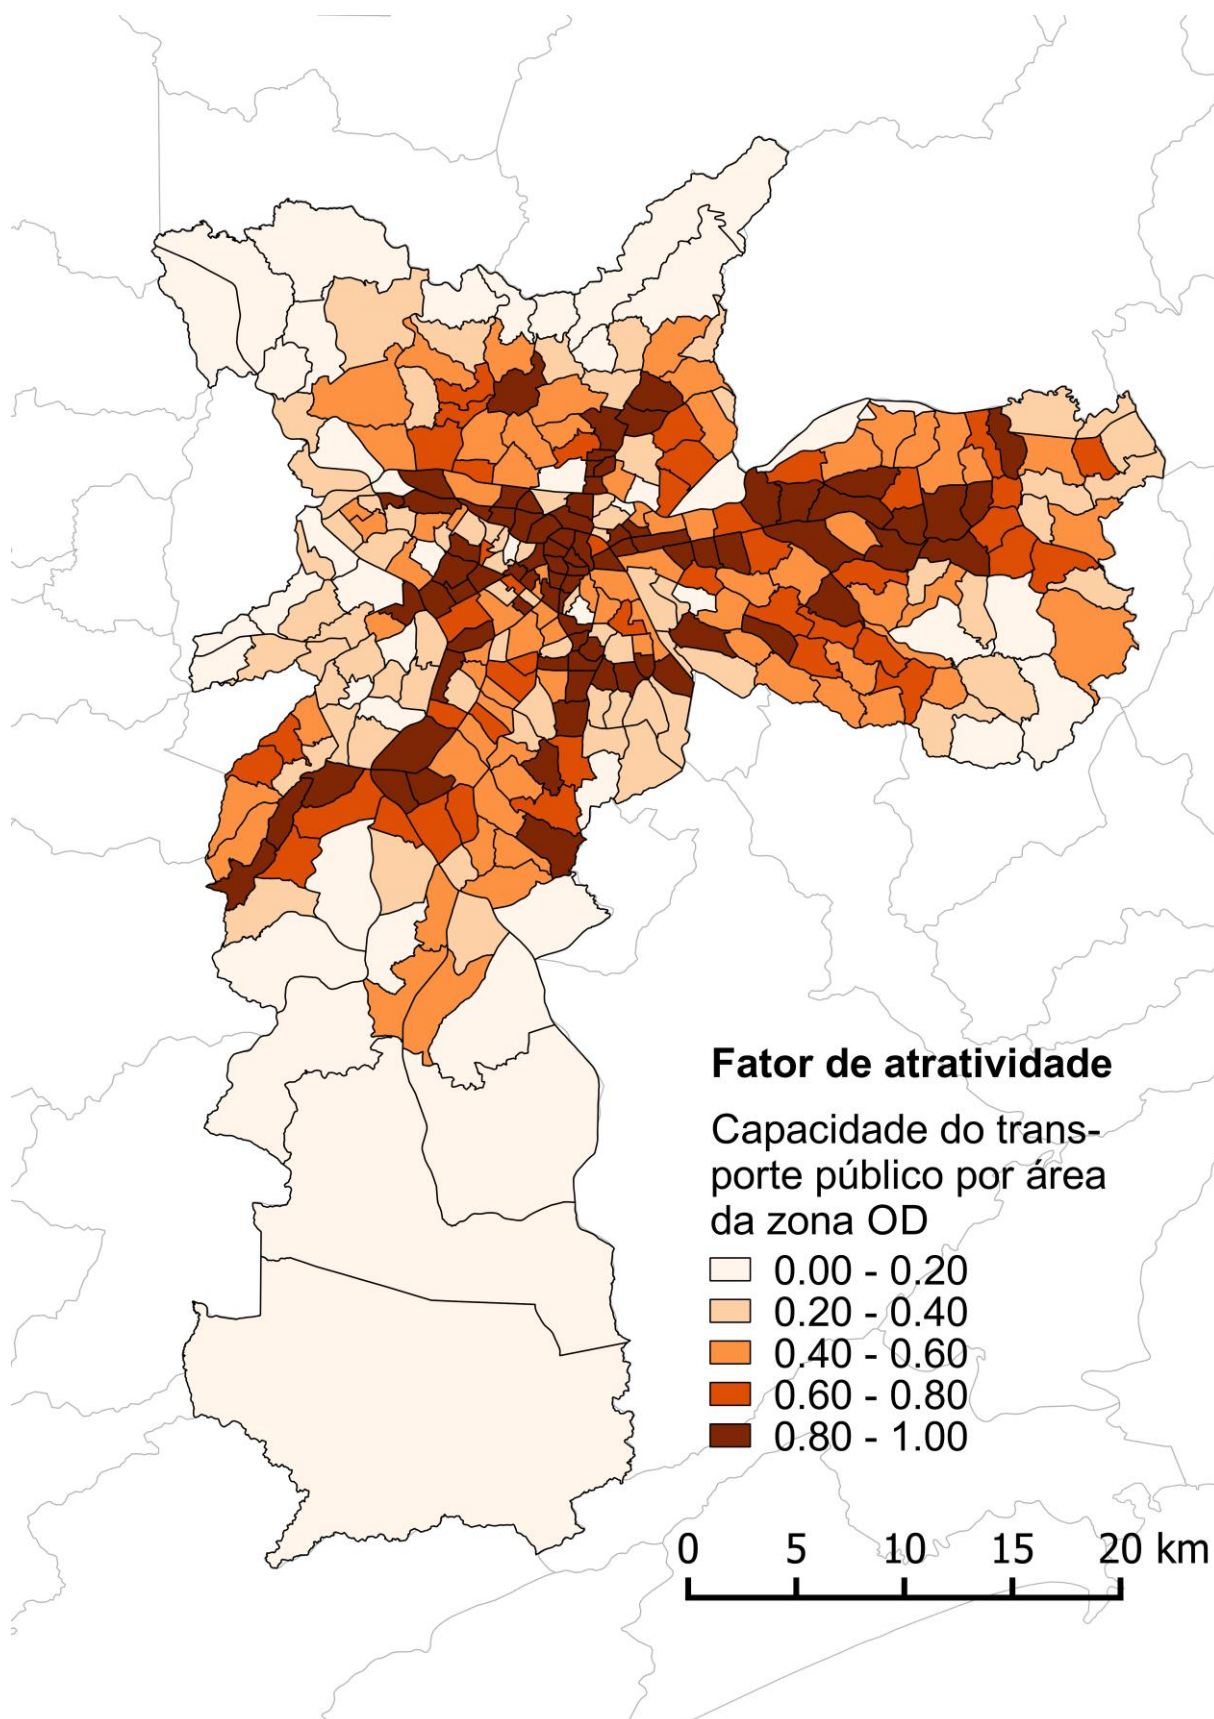 Fator de atratividade
Capacidade do trans-
porte público por área
da zona OD
0.00 - 0.20
0.20 - 0.40
0.40 - 0.60
0.60 - 0.80
0.80 - 1.00
0 5 10 15 20 km